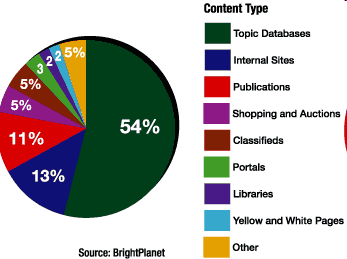 Content Type
Topic Databases
Internal Sites
Publications
Shopping and Auctions
Classifieds
Portals
Libraries
Yellow and White Pages
Other
54%
13%
11%
5%
5%
3
2
2
5%
Source: BrightPlanet